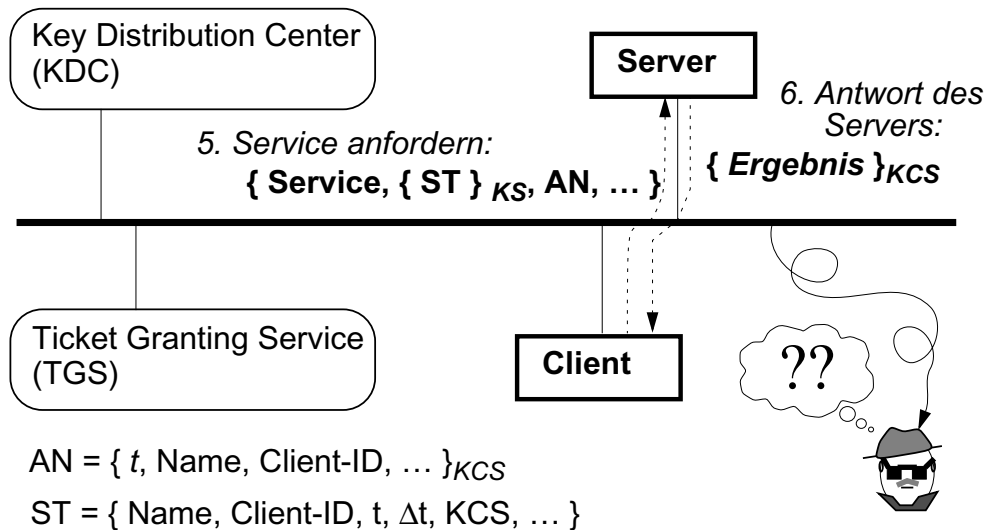 Key Distribution Center
(KDC)
Server
6. Antwort des
Servers:
5. Service anfordern:
{ Service, { ST } KS, AN, … }
{ Ergebnis }KCS
Ticket Granting Service
(TGS)
Client
??
AN = { t, Name, Client-ID, … }KCS
ST = { Name, Client-ID, t, Δt, KCS, … }